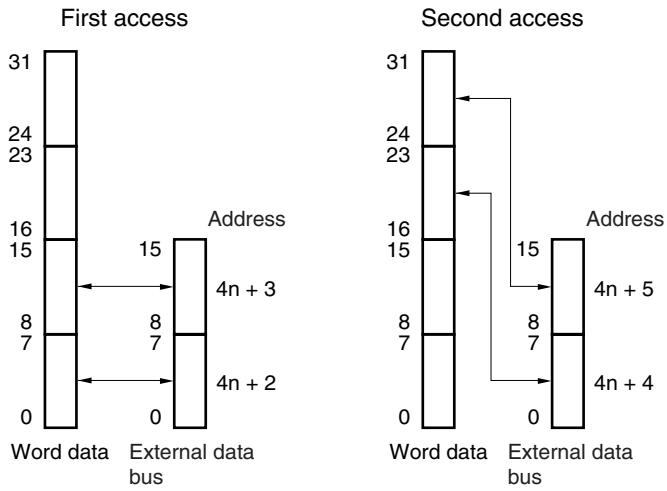 First access
31
24
23
16
15
8
7
0
15
8
7
0
Address
4n + 3
4n + 2
Word data
External data
bus
Second access
31
24
23
16
15
8
7
0
15
8
7
0
Address
4n + 5
4n + 4
Word data
External data
bus